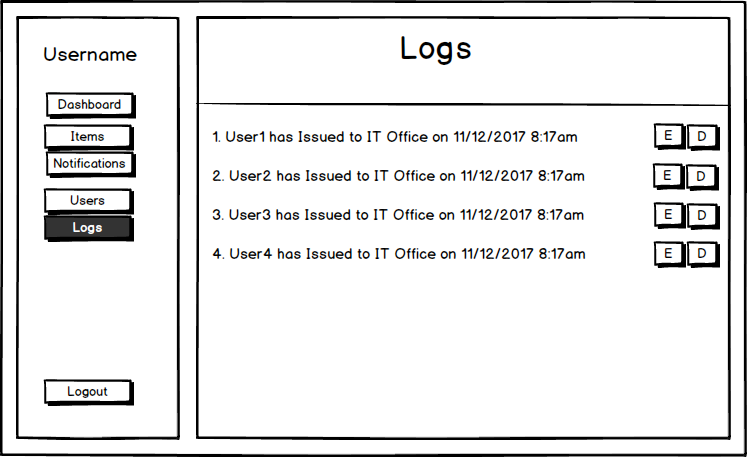 Username
Dashboard
Items
Notifications
Users
Logs
Logout
Logs
1. User1 has Issued to IT Office on 11/12/2017 8:17am E D
2. User2 has Issued to IT Office on 11/12/2017 8:17am E D
3. User3 has Issued to IT Office on 11/12/2017 8:17am E D
4. User4 has Issued to IT Office on 11/12/2017 8:17am E D